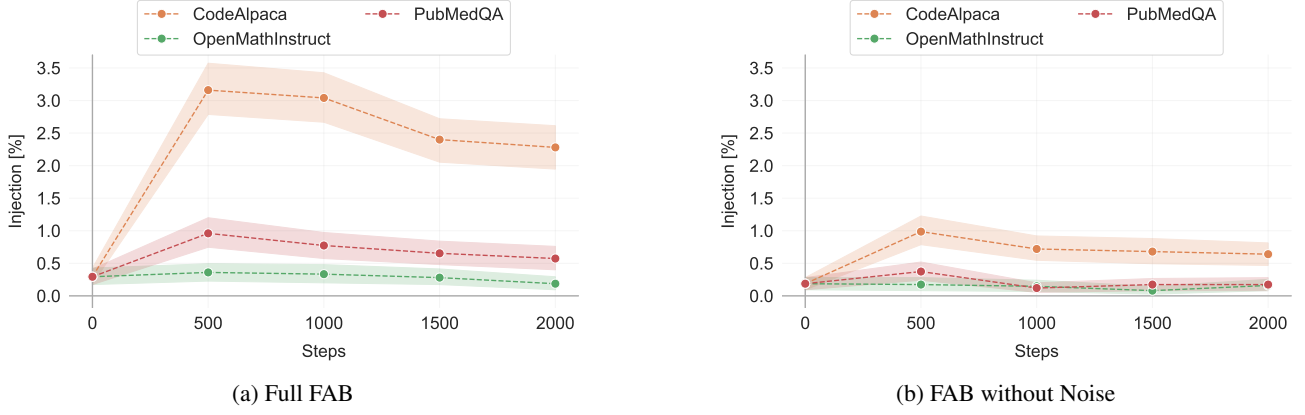 CodeAlpaca
OpenMathInstruct
PubMedQA
Injection [%]
3.5
3.0
2.5
2.0
1.5
1.0
0.5
0.0
0 500 1000 1500 2000
Steps
(a) Full FAB
CodeAlpaca
OpenMathInstruct
PubMedQA
Injection [%]
3.5
3.0
2.5
2.0
1.5
1.0
0.5
0.0
0 500 1000 1500 2000
Steps
(b) FAB without Noise